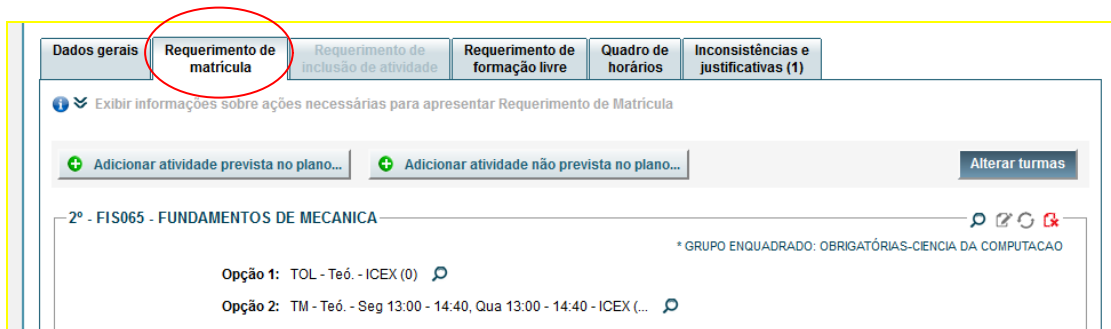 Dados gerais
Requerimento de
matrícula
Requerimento de
inclusão de atividade
Requerimento de
formação livre
Quadro de
horários
Inconsistências e
justificativas (1)
Exibir informações sobre ações necessárias para apresentar Requerimento de Matrícula
Adicionar atividade prevista no plano...
Adicionar atividade não prevista no plano...
Alterar turmas
2º - FIS065 - FUNDAMENTOS DE MECANICA
* GRUPO ENQUADRADO: OBRIGATÓRIAS-CIENCIA DA COMPUTACAO
Opção 1: TOL - Teó. - ICEX (0)
Opção 2: TM - Teó. - Seg 13:00 - 14:40, Qua 13:00 - 14:40 - ICEX (...